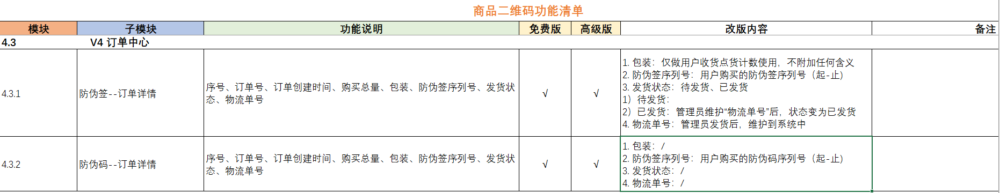 商品二维码功能清单
模块 子模块 功能说明 免费版 高级版 改版内容 备注
4.3 V4 订单中心
4.3.1
防伪签--订单详情
序号、订单号、订单创建时间、购买总量、包装、防伪签序列号、发货状
态、物流单号
√
√
1. 包装：仅做用户收货点货计数使用，不附加任何含义
2. 防伪签序列号：用户购买的防伪签序列号（起-止)
3. 发货状态：待发货、已发货
1）待发货：
2）已发货：管理员维护“物流单号”后，状态变为已发货
4. 物流单号：管理员发货后，维护到系统中
4.3.2
防伪码--订单详情
序号、订单号、订单创建时间、购买总量、包装、防伪签序列号、发货状
态、物流单号
√
√
1. 包装：/
2. 防伪签序列号：用户购买的防伪码序列号（起-止)
3. 发货状态：/
4. 物流单号：/